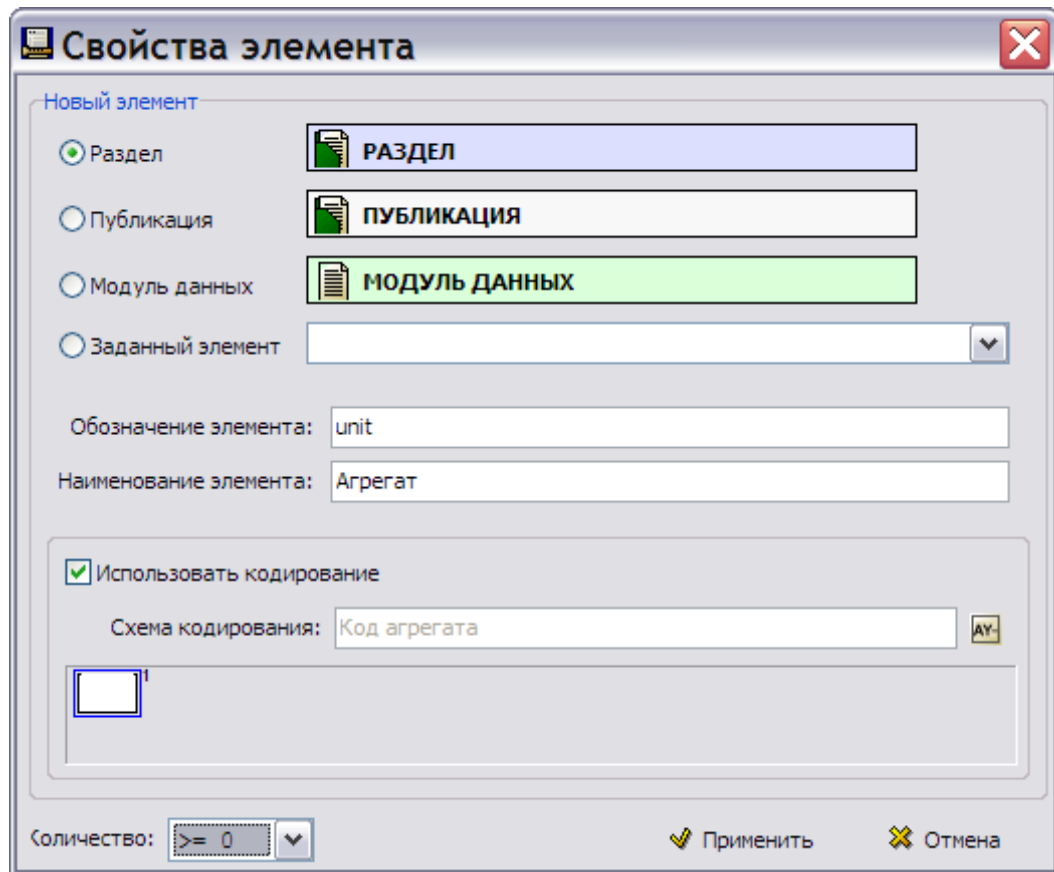 Свойства элемента
Новый элемент
Раздел
РАЗДЕЛ
Публикация
ПУБЛИКАЦИЯ
Модуль данных
МОДУЛЬ ДАННЫХ
Заданный элемент
Обозначение элемента: unit
Наименование элемента: Агрегат
Использовать кодирование
Схема кодирования: Код агрегата AY-
1
Количество: >= 0 Применить Отмена